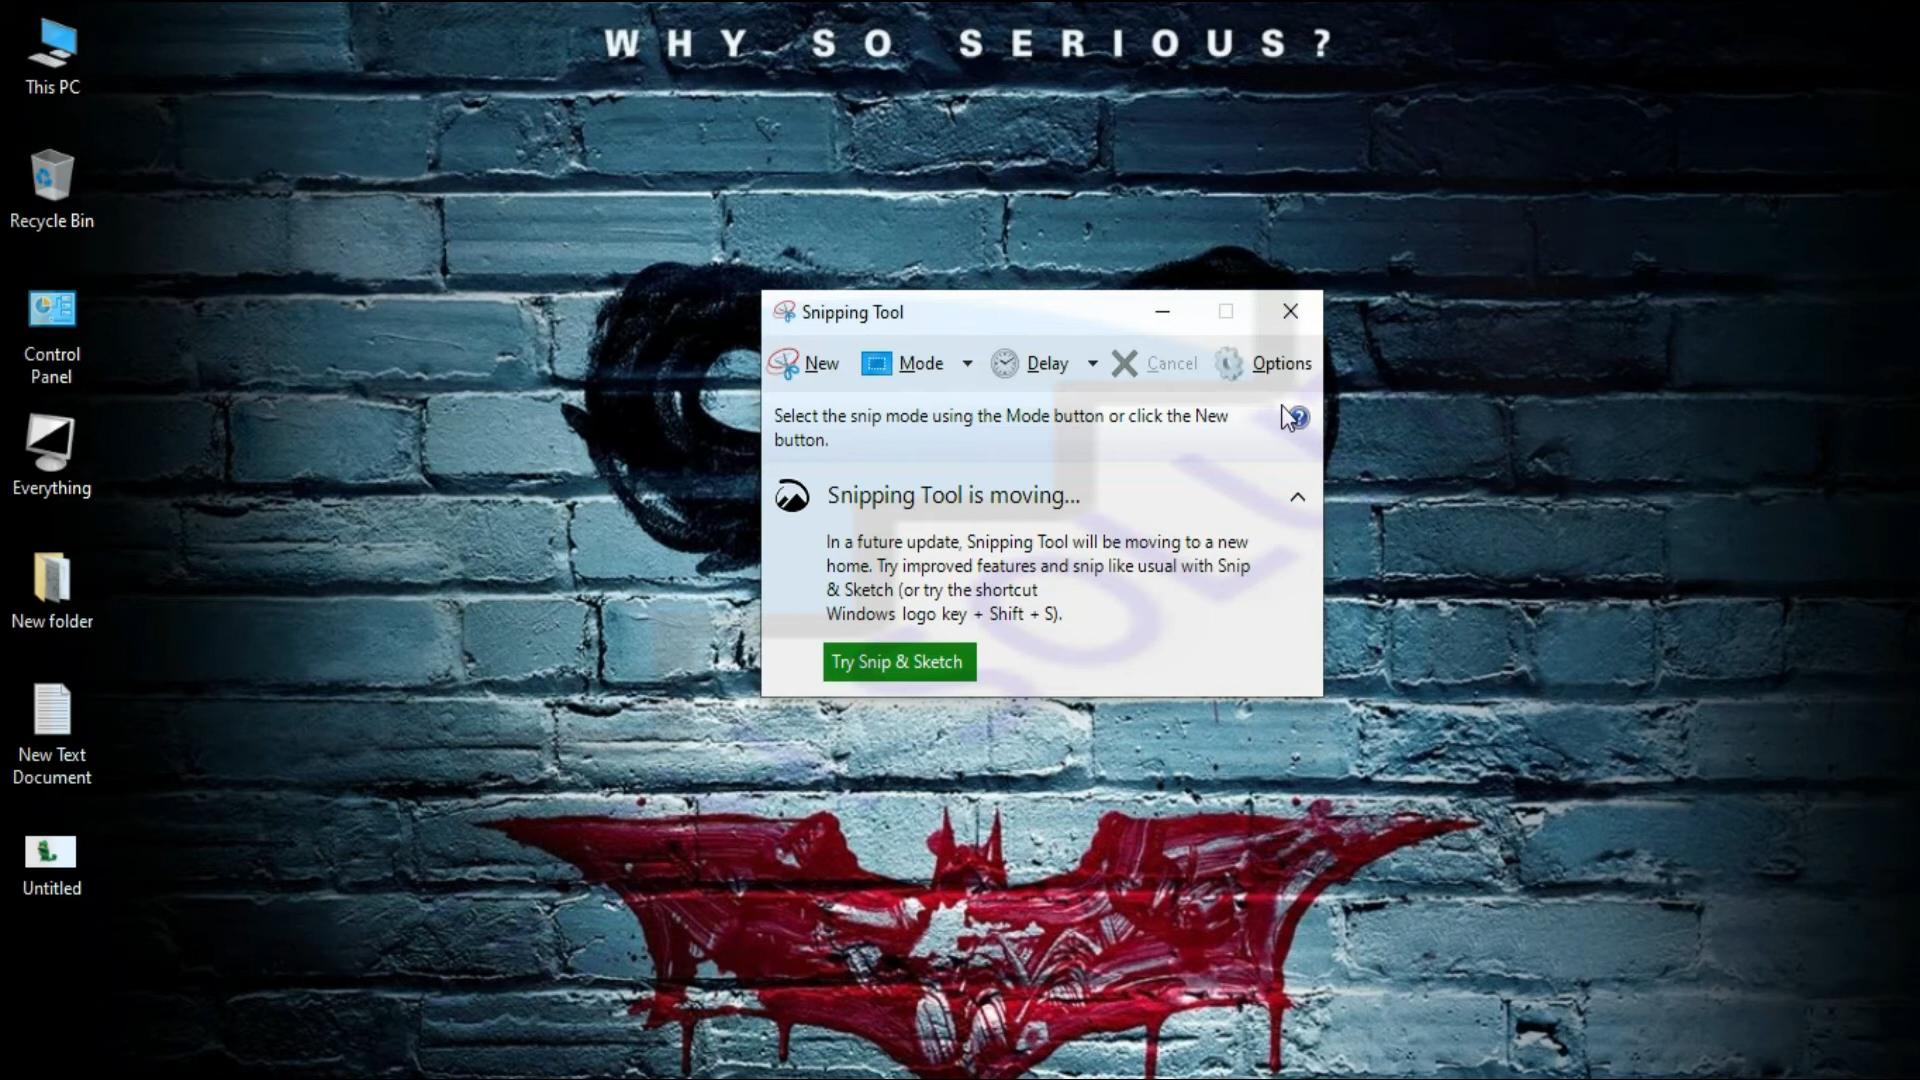 WHY SO SERIOUS?
This PC
Recycle Bin
Control
Panel
Everything
New folder
New Text
Document
Untitled
Snipping Tool
New Mode Delay Cancel Options
Select the snip mode using the Mode button or click the New
button.
Snipping Tool is moving...
In a future update, Snipping Tool will be moving to a new
home. Try improved features and snip like usual with Snip
& Sketch (or try the shortcut
Windows logo key + Shift + S).
Try Snip & Sketch